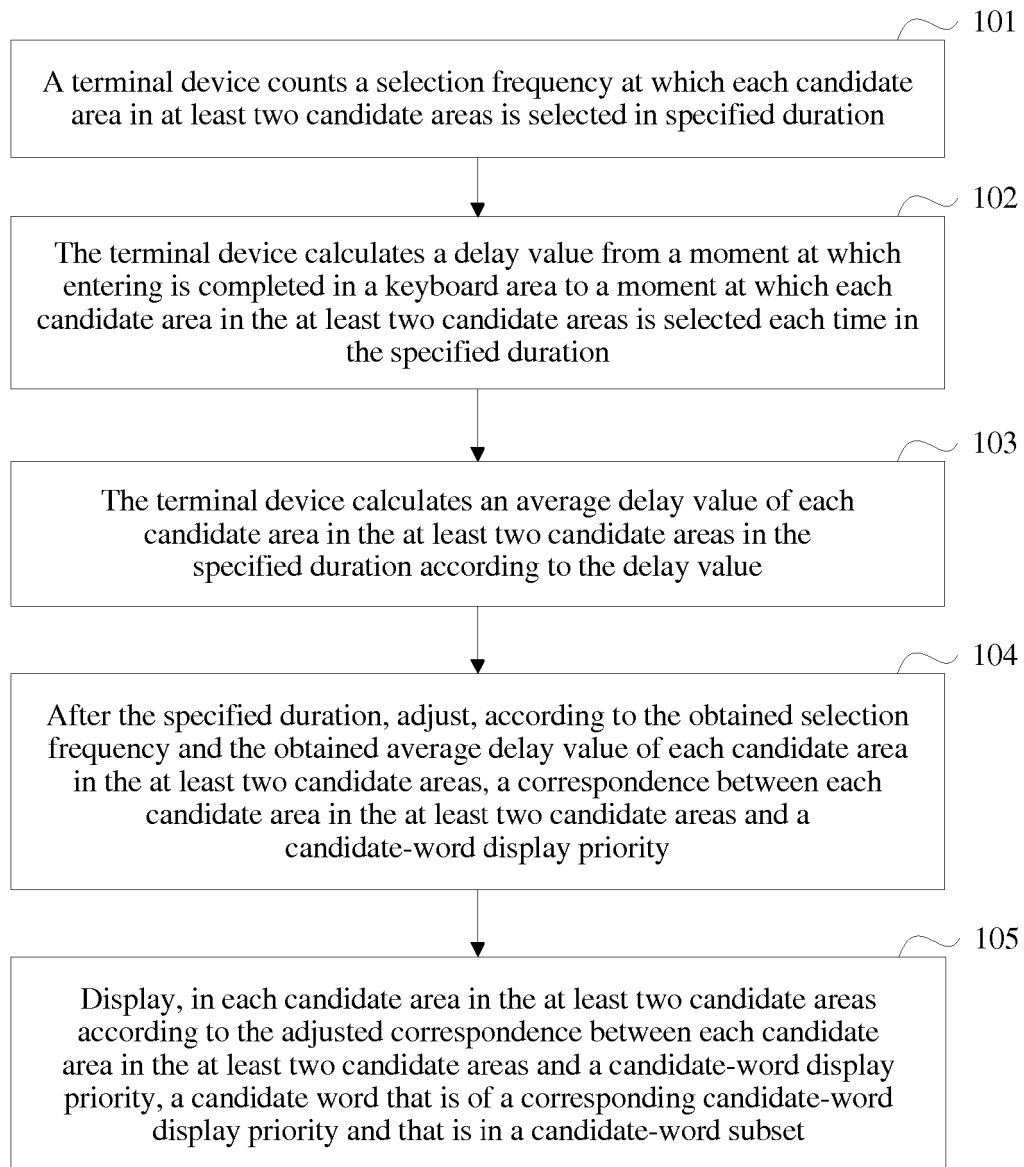 101
A terminal device counts a selection frequency at which each candidate
area in at least two candidate areas is selected in specified duration
102
The terminal device calculates a delay value from a moment at which
entering is completed in a keyboard area to a moment at which each
candidate area in the at least two candidate areas is selected each time in
the specified duration
103
The terminal device calculates an average delay value of each
candidate area in the at least two candidate areas in the
specified duration according to the delay value
104
After the specified duration, adjust, according to the obtained selection
frequency and the obtained average delay value of each candidate area
in the at least two candidate areas, a correspondence between each
candidate area in the at least two candidate areas and a
candidate-word display priority
105
Display, in each candidate area in the at least two candidate areas
according to the adjusted correspondence between each candidate
area in the at least two candidate areas and a candidate-word display
priority, a candidate word that is of a corresponding candidate-word
display priority and that is in a candidate-word subset